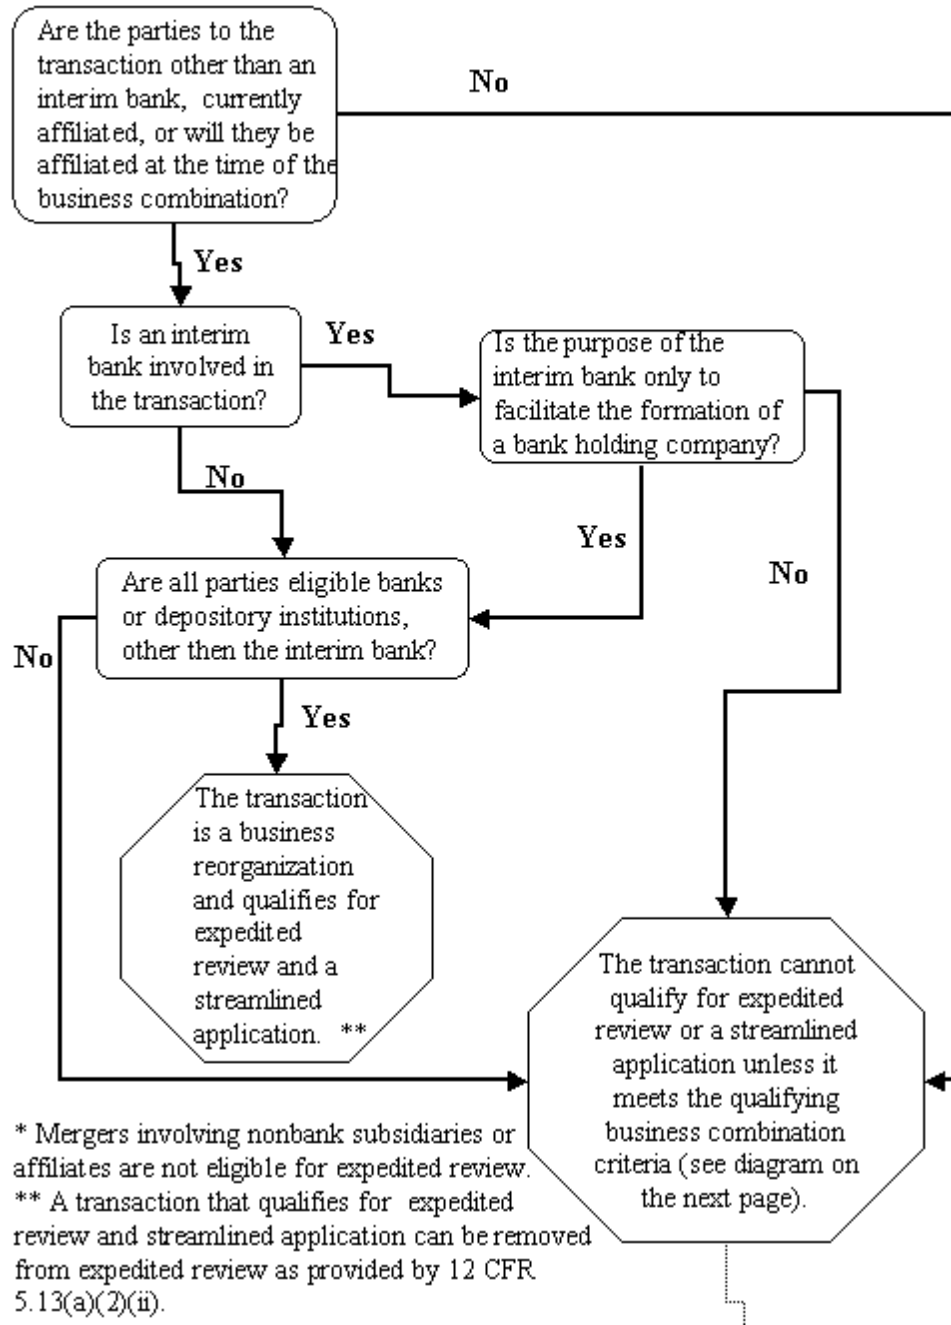 Are the parties to the
transaction other than an
interim bank, currently
affiliated, or will they be
affiliated at the time of the
business combination?
No
Yes
Is an interim
bank involved in
the transaction?
Yes
Is the purpose of the
interim bank only to
facilitate the formation of
a bank holding company?
No
Yes
No
Are all parties eligible banks
or depository institutions,
other then the interim bank?
No
Yes
The transaction
is a business
reorganization
and qualifies for
expedited
review and a
streamlined
application. **
The transaction cannot
qualify for expedited
review or a streamlined
application unless it
meets the qualifying
business combination
criteria (see diagram on
the next page).
* Mergers involving nonbank subsidiaries or
affiliates are not eligible for expedited review.
** A transaction that qualifies for expedited
review and streamlined application can be removed
from expedited review as provided by 12 CFR
5.13(a)(2)(ii).